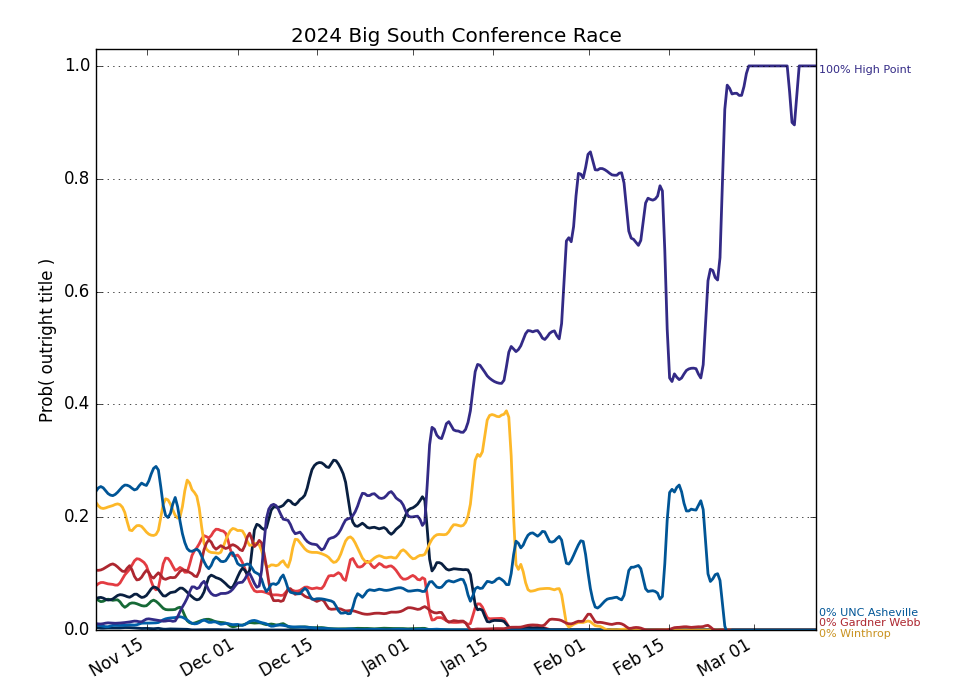 2024 Big South Conference Race
1.0
0.8
0.6
0.4
0.2
0.0
Prob( outright title )
Nov 15
Dec 01
Dec 15
Jan 01
Jan 15
Feb 01
Feb 15
Mar 01
100% High Point
0% UNC Asheville
0% Gardner Webb
0% Winthrop